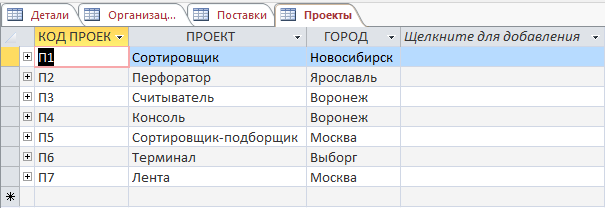 Детали Организац... Поставки Проекты
КОД ПРОЕК ПРОЕКТ ГОРОД Щелкните для добавления
П1 Сортировщик Новосибирск
П2 Перфоратор Ярославль
П3 Считыватель Воронеж
П4 Консоль Воронеж
П5 Сортировщик-подборщик Москва
П6 Терминал Выборг
П7 Лента Москва